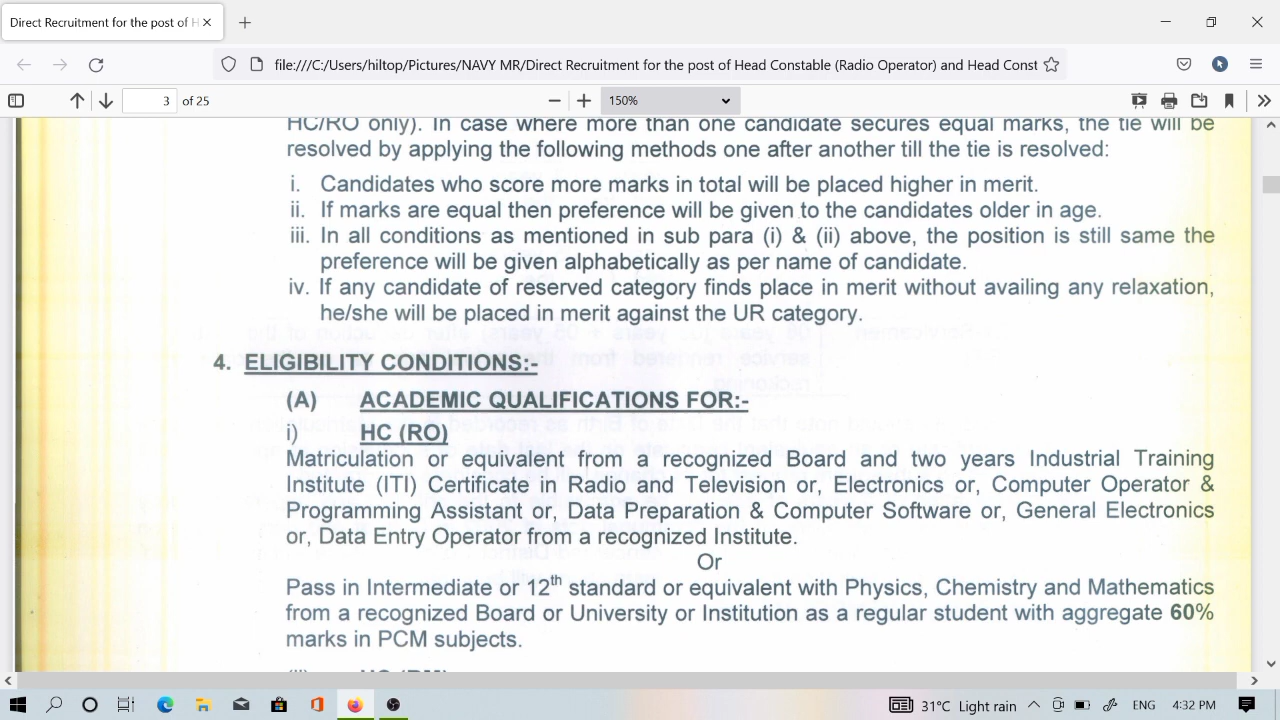 Direct Recruitment for the post of H
file:///C:/Users/hiltop/Pictures/NAVY MR/Direct Recruitment for the post of Head Constable (Radio Operator) and Head Const
3 of 25
150%
HC/RO only). In case where more than one candidate secures equal marks, the tie will be
resolved by applying the following methods one after another till the tie is resolved:
i. Candidates who score more marks in total will be placed higher in merit.
ii. If marks are equal then preference will be given to the candidates older in age.
iii. In all conditions as mentioned in sub para (i) & (ii) above, the position is still same the
preference will be given alphabetically as per name of candidate.
iv. If any candidate of reserved category finds place in merit without availing any relaxation,
he/she will be placed in merit against the UR category.
4. ELIGIBILITY CONDITIONS:-
(A) ACADEMIC QUALIFICATIONS FOR:-
i) HC (RO)
Matriculation or equivalent from a recognized Board and two years Industrial Training
Institute (ITI) Certificate in Radio and Television or, Electronics or, Computer Operator &
Programming Assistant or, Data Preparation & Computer Software or, General Electronics
or, Data Entry Operator from a recognized Institute.
Or
Pass in Intermediate or 12th standard or equivalent with Physics, Chemistry and Mathematics
from a recognized Board or University or Institution as a regular student with aggregate 60%
marks in PCM subjects.
31°C Light rain ENG 4:32 PM